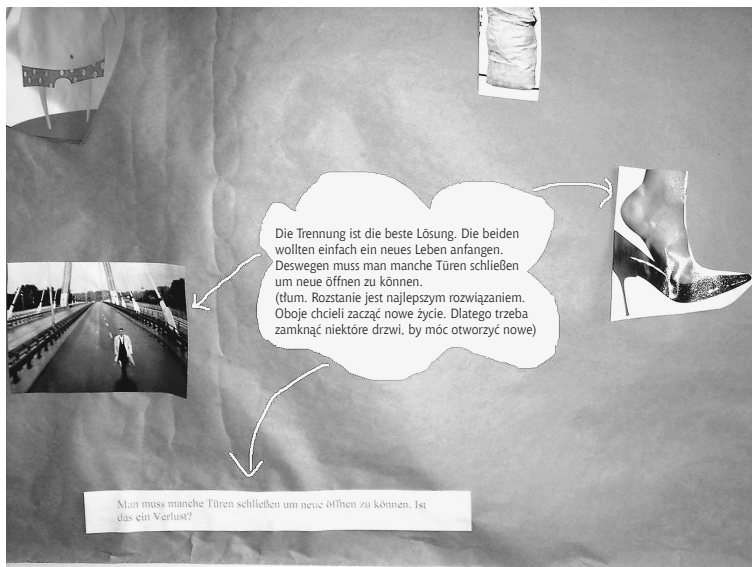 Die Trennung ist die beste Lösung. Die beiden
wollten einfach ein neues Leben anfangen.
Deswegen muss man manche Türen schließen
um neue öffnen zu können.
(tłum. Rozstanie jest najlepszym rozwiązaniem.
Oboje chcieli zacząć nowe życie. Dlatego trzeba
zamknąć niektóre drzwi, by móc otworzyć nowe)
Man muss manche Türen schließen um neue öffnen zu können. Ist
das ein Verlust?